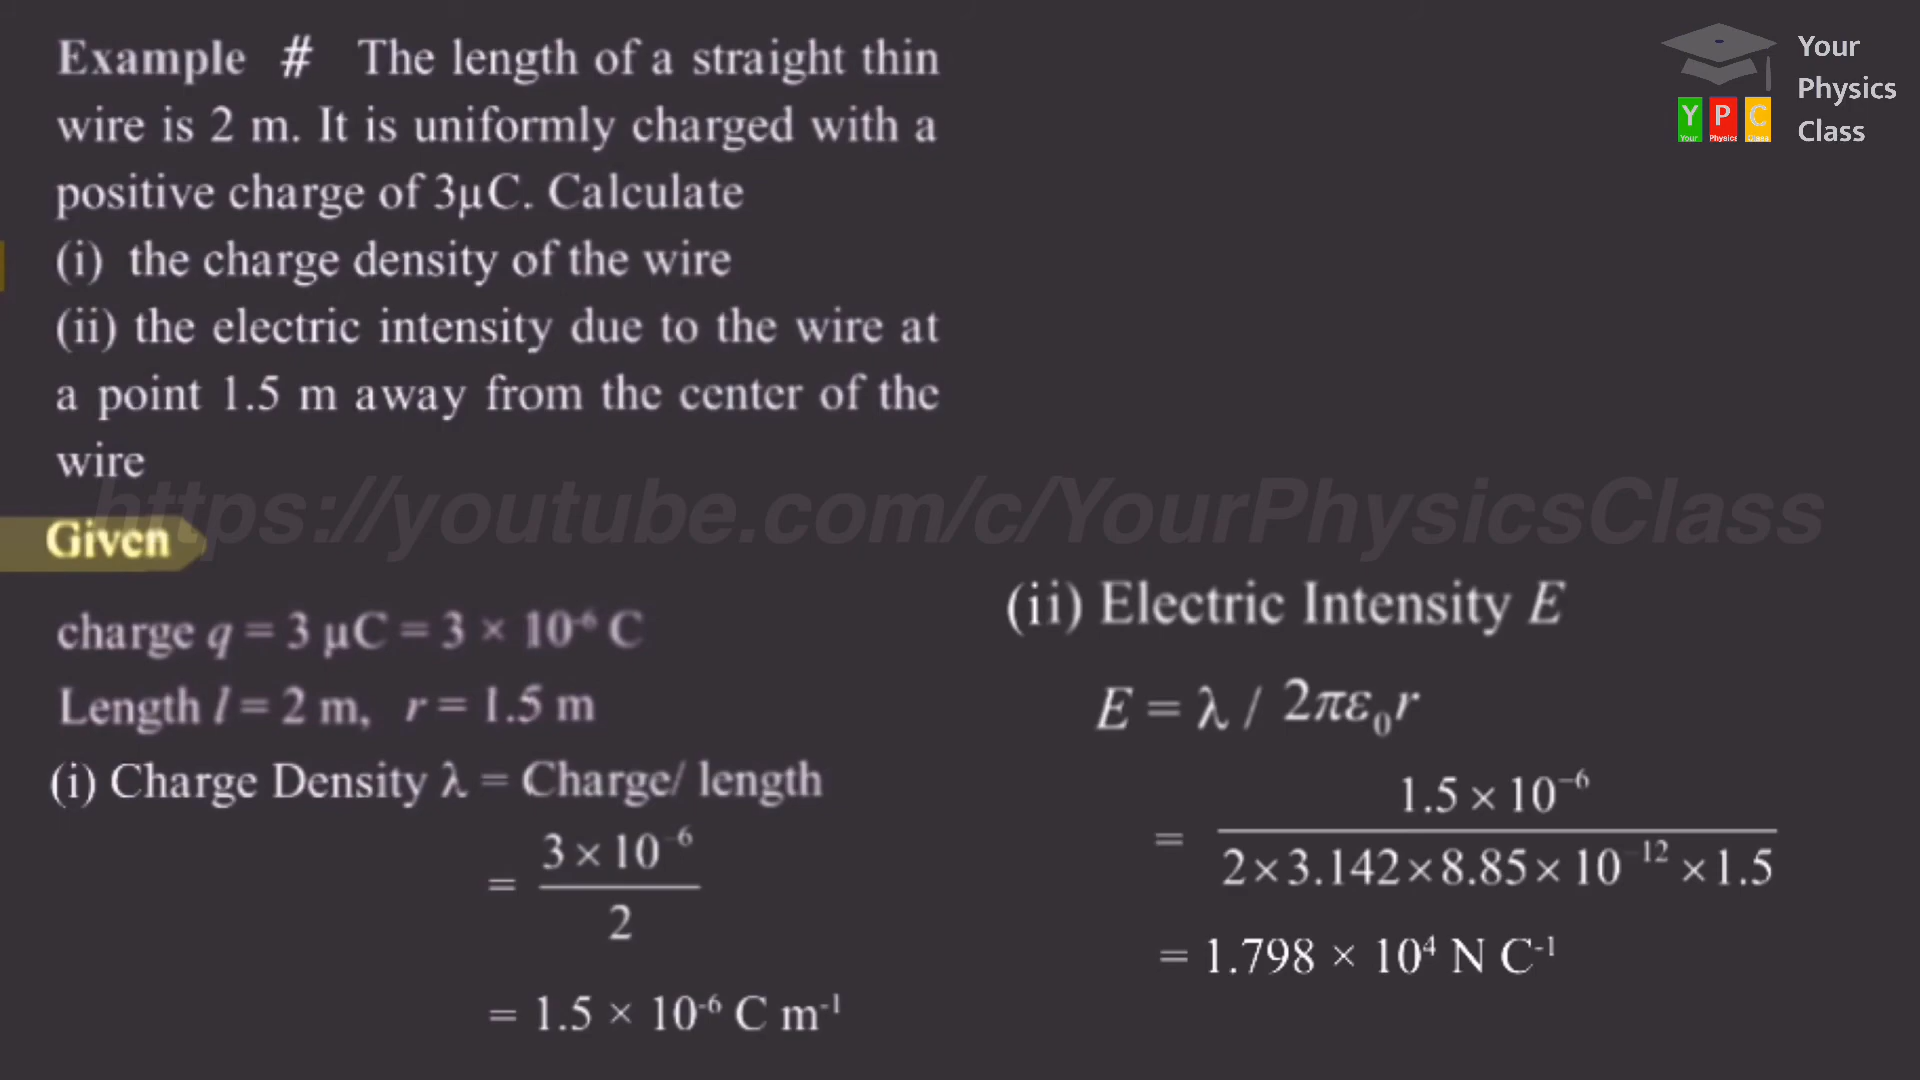 Example # The length of a straight thin
wire is 2 m. It is uniformly charged with a
positive charge of 3μC. Calculate
(i) the charge density of the wire
(ii) the electric intensity due to the wire at
a point 1.5 m away from the center of the
wire
Your
Physics
Class
Y P C
Your Physics Class
https://youtube.com/c/YourPhysicsClass
Given
charge q = 3 μC = 3 × 10⁻⁶ C
Length l = 2 m, r = 1.5 m
(i) Charge Density λ = Charge/ length
= 3 × 10⁻⁶
2
= 1.5 × 10⁻⁶ C m⁻¹
(ii) Electric Intensity E
E = λ / 2πε₀r
= 1.5 × 10⁻⁶
2 × 3.142 × 8.85 × 10⁻¹² × 1.5
= 1.798 × 10⁴ N C⁻¹